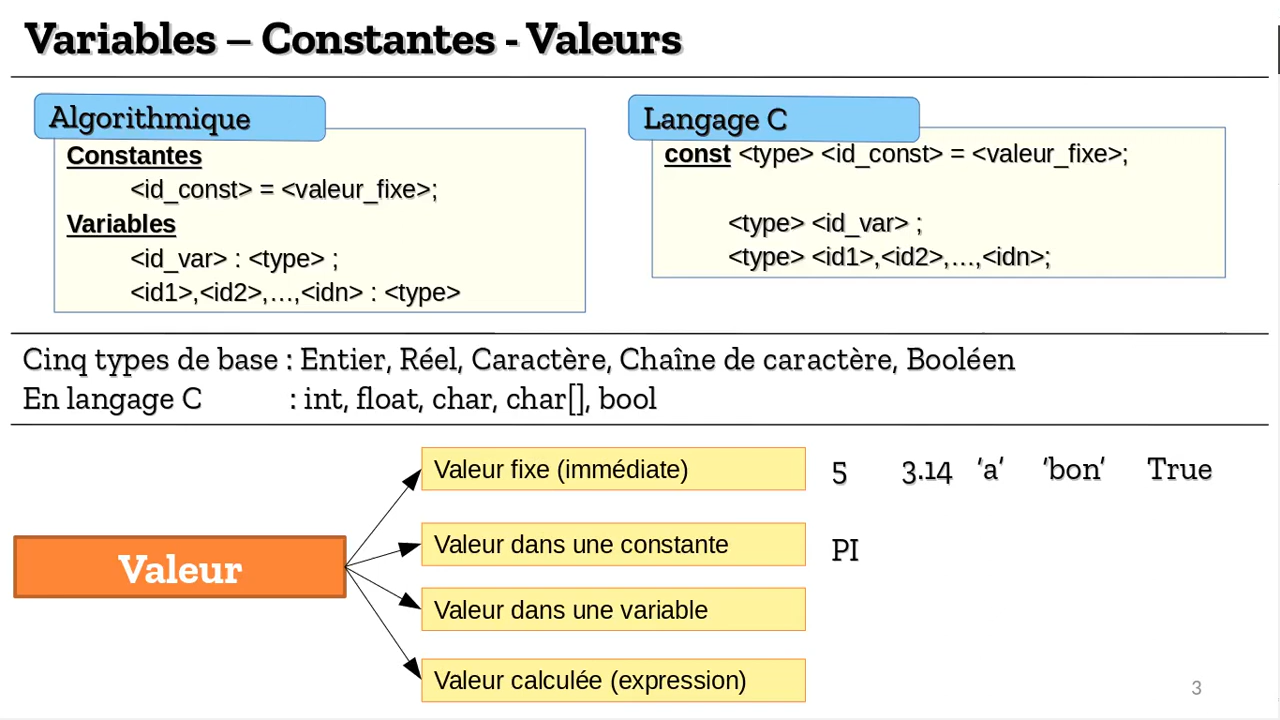 Variables – Constantes - Valeurs
Algorithmique
Constantes
<id_const> = <valeur_fixe>;
Variables
<id_var> : <type> ;
<id1>,<id2>,…,<idn> : <type>
Langage C
const <type> <id_const> = <valeur_fixe>;
<type> <id_var> ;
<type> <id1>,<id2>,…,<idn>;
Cinq types de base : Entier, Réel, Caractère, Chaîne de caractère, Booléen
En langage C : int, float, char, char[], bool
Valeur
Valeur fixe (immédiate) 5 3.14 ‘a’ ‘bon’ True
Valeur dans une constante PI
Valeur dans une variable
Valeur calculée (expression)
3